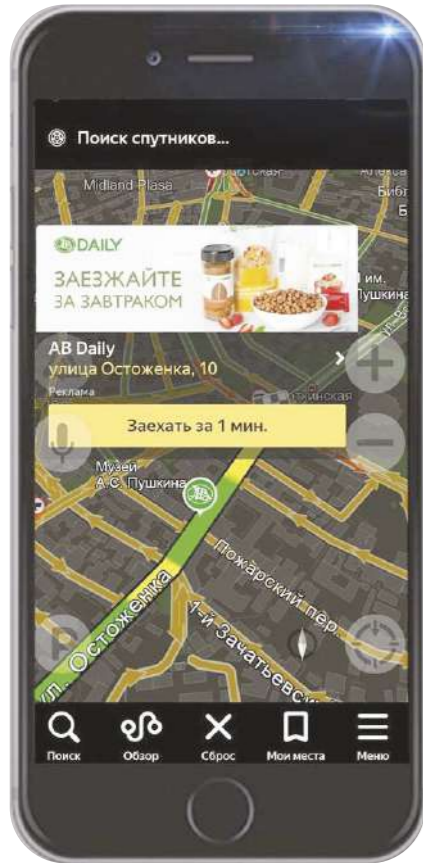 Поиск спутников...
Midland Plasa
DAILY
ЗАЕЗЖАЙТЕ
ЗА ЗАВТРАКОМ
им.
Пушкина
AB Daily
улица Остоженка, 10
Реклама
Заехать за 1 мин.
Музей
А.С. Пушкина
Пожарский пер.
ул. Остоженка
1-й Зачатьевс
P
Поиск
Обзор
Сброс
Мои места
Меню